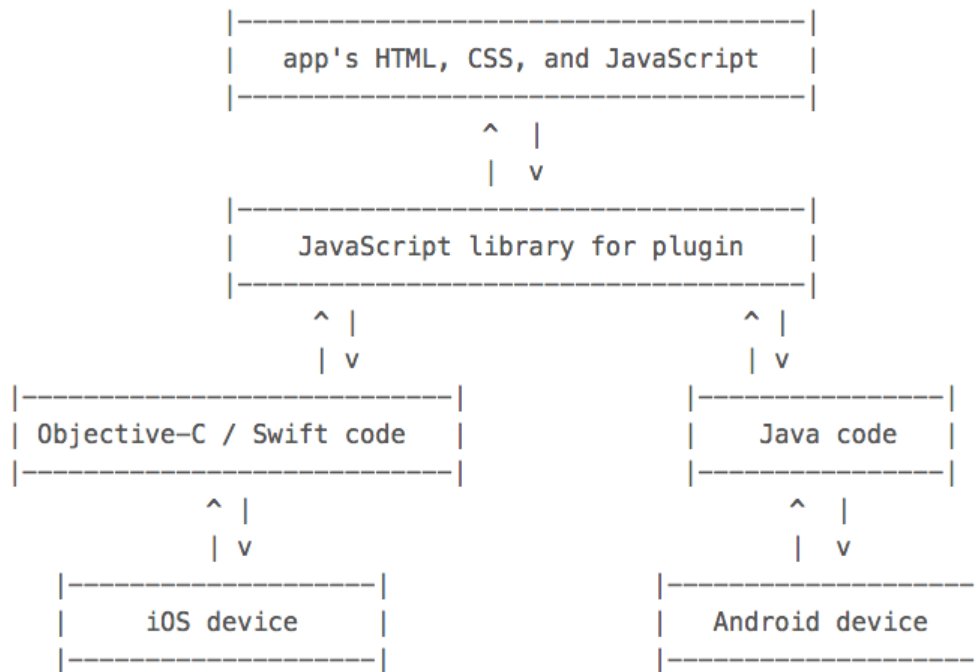 app's HTML, CSS, and JavaScript
JavaScript library for plugin
Objective-C / Swift code
Java code
iOS device
Android device